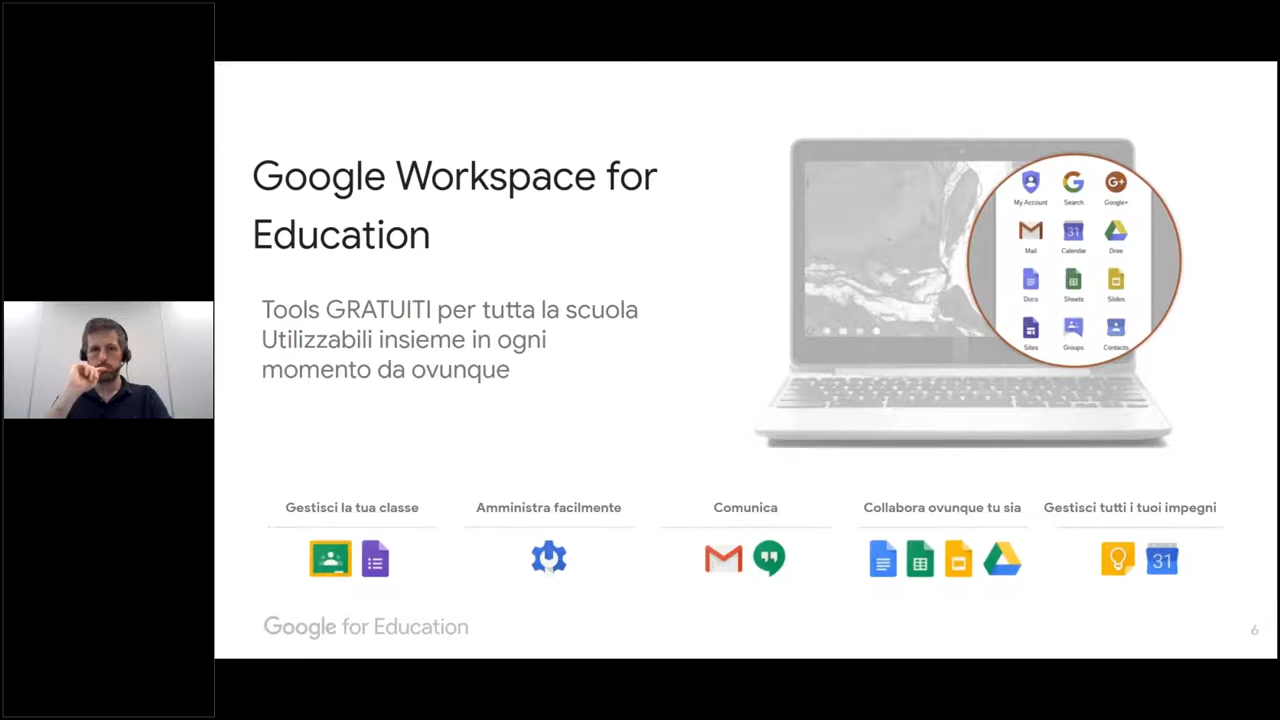 Google Workspace for
Education
Tools GRATUITI per tutta la scuola
Utilizzabili insieme in ogni
momento da ovunque
My Account Search Google+
G+
Mail Calendar Drive
31
Docs Sheets Slides
Sites Groups Contacts
Gestisci la tua classe
Amministra facilmente
Comunica
Collabora ovunque tu sia
Gestisci tutti i tuoi impegni
31
Google for Education
6